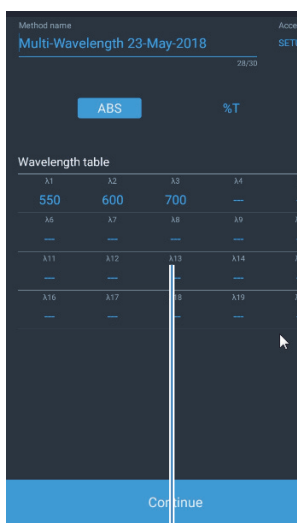 Method name
Multi-Wavelength 23-May-2018
28/30
ABS %T
Wavelength table
λ1 λ2 λ3 λ4
550 600 700 ---
λ6 λ7 λ8 λ9
--- --- --- ---
λ11 λ12 λ13 λ14
--- --- --- ---
λ16 λ17 18 λ19
--- --- --- ---
Continue